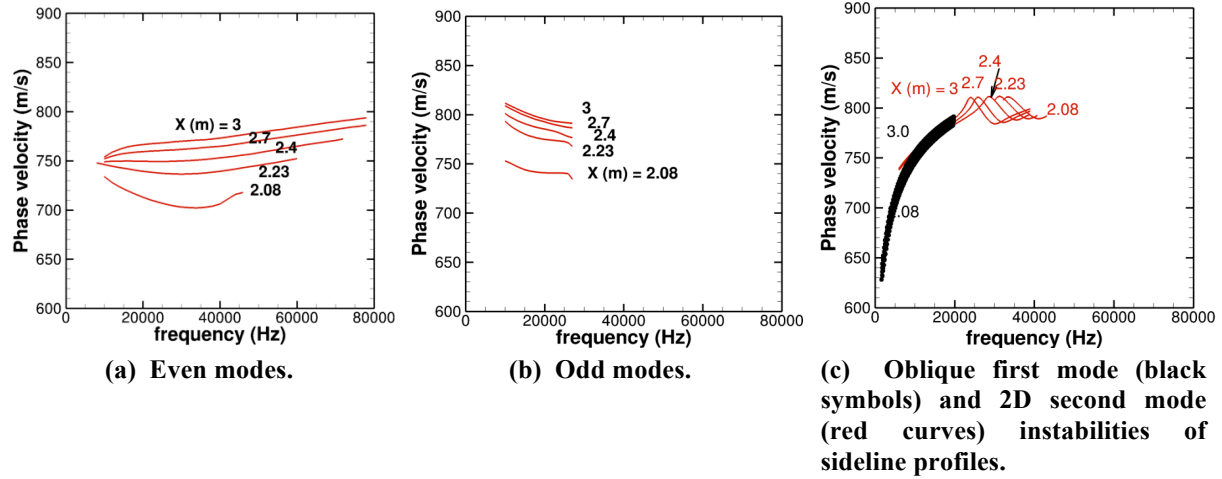 900
850
800
750
700
650
600
Phase velocity (m/s)
X (m) = 3
2.7
2.4
2.23
2.08
0 20000 40000 60000 80000
frequency (Hz)
(a) Even modes.
900
850
800
750
700
650
600
Phase velocity (m/s)
3
2.7
2.4
2.23
X (m) = 2.08
0 20000 40000 60000 80000
frequency (Hz)
(b) Odd modes.
900
850
800
750
700
650
600
Phase velocity (m/s)
2.4
X (m) = 3 2.7 2.23
2.08
3.0
.08
0 20000 40000 60000 80000
frequency (Hz)
(c) Oblique first mode (black
symbols) and 2D second mode
(red curves) instabilities of
sideline profiles.